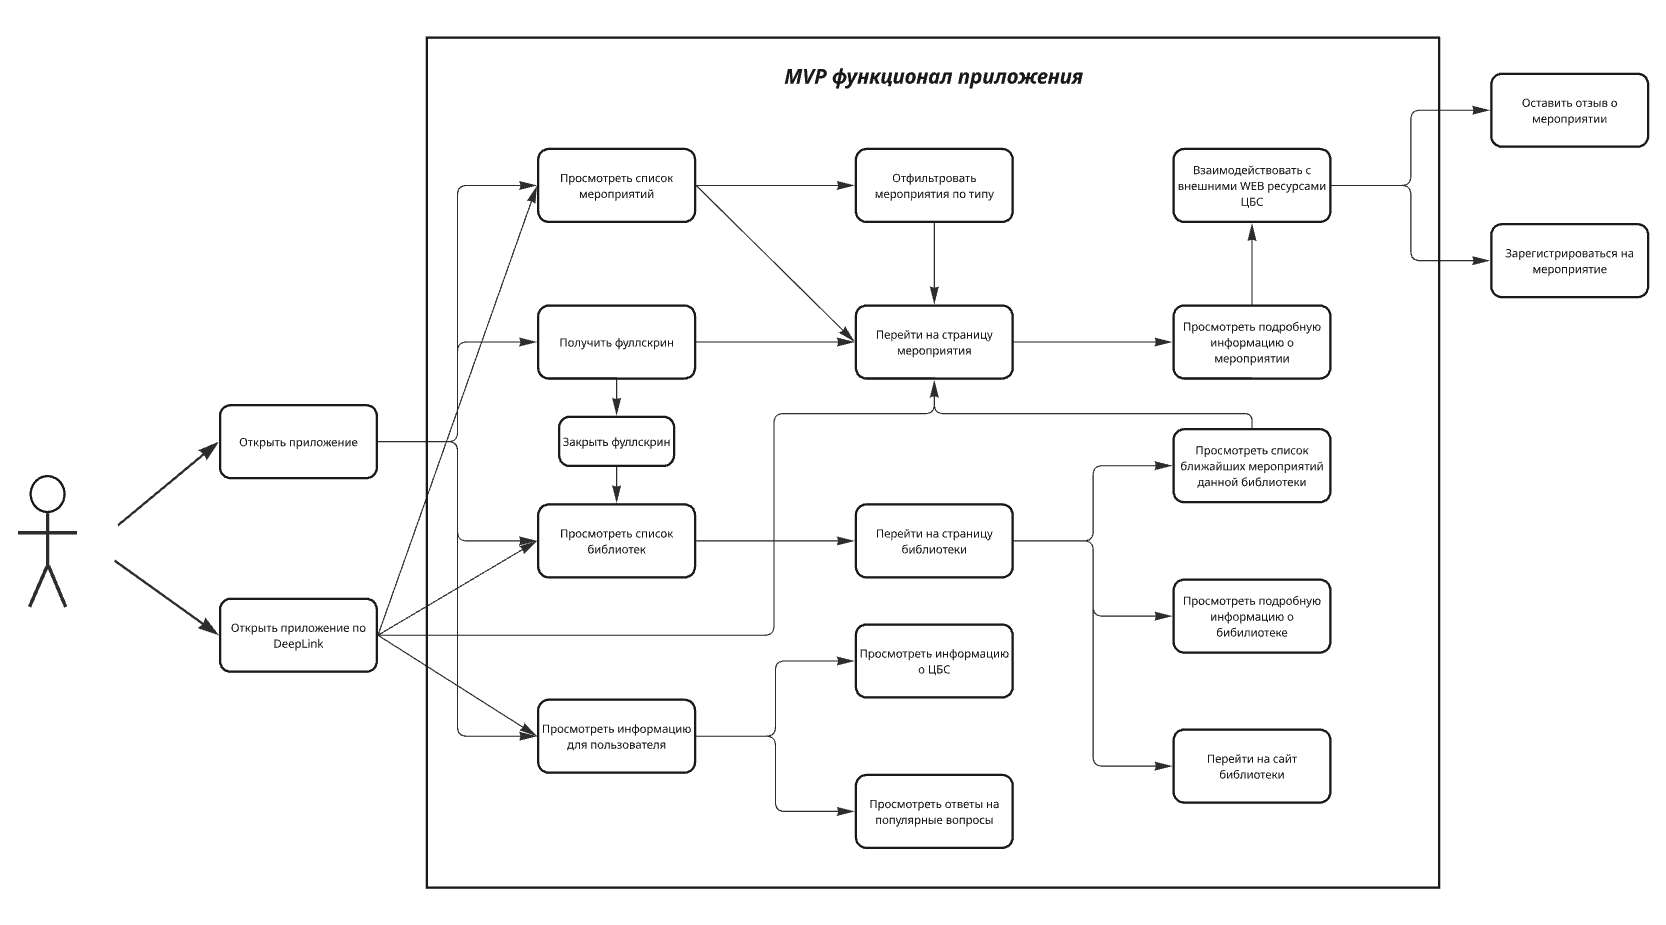 MVP функционал приложения
Оставить отзыв о
мероприятии
Просмотреть список
мероприятий
Отфильтровать
мероприятия по типу
Взаимодействовать с
внешними WEB ресурсами
ЦБС
Зарегистрироваться на
мероприятие
Получить фуллскрин
Перейти на страницу
мероприятия
Просмотреть подробную
информацию о
мероприятии
Открыть приложение
Закрыть фуллскрин
Просмотреть список
ближайших мероприятий
данной библиотеки
Просмотреть список
библиотек
Перейти на страницу
библиотеки
Открыть приложение по
DeepLink
Просмотреть подробную
информацию о
бибилиотеке
Просмотреть информацию
о ЦБС
Просмотреть информацию
для пользователя
Перейти на сайт
библиотеки
Просмотреть ответы на
популярные вопросы